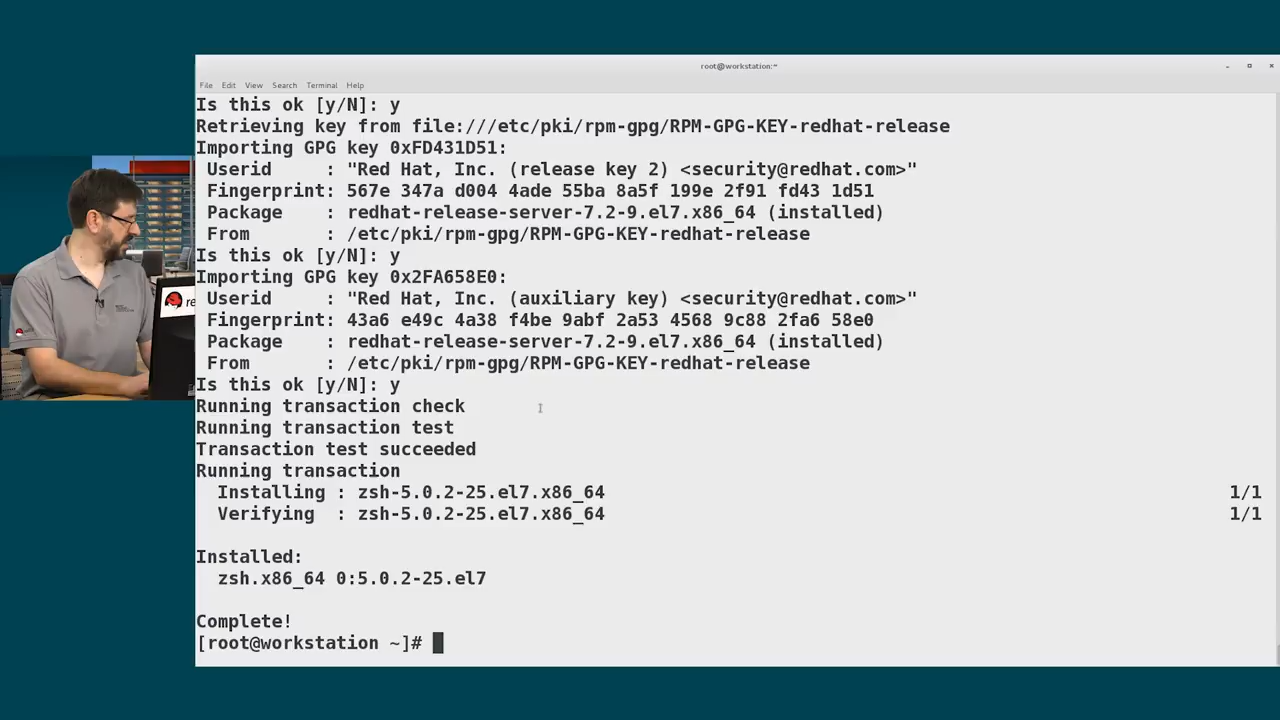 root@workstation:~
File Edit View Search Terminal Help
Is this ok [y/N]: y
Retrieving key from file:///etc/pki/rpm-gpg/RPM-GPG-KEY-redhat-release
Importing GPG key 0xFD431D51:
Userid     : "Red Hat, Inc. (release key 2) <security@redhat.com>"
Fingerprint: 567e 347a d004 4ade 55ba 8a5f 199e 2f91 fd43 1d51
Package    : redhat-release-server-7.2-9.el7.x86_64 (installed)
From       : /etc/pki/rpm-gpg/RPM-GPG-KEY-redhat-release
Is this ok [y/N]: y
Importing GPG key 0x2FA658E0:
Userid     : "Red Hat, Inc. (auxiliary key) <security@redhat.com>"
Fingerprint: 43a6 e49c 4a38 f4be 9abf 2a53 4568 9c88 2fa6 58e0
Package    : redhat-release-server-7.2-9.el7.x86_64 (installed)
From       : /etc/pki/rpm-gpg/RPM-GPG-KEY-redhat-release
Is this ok [y/N]: y
Running transaction check
Running transaction test
Transaction test succeeded
Running transaction
Installing : zsh-5.0.2-25.el7.x86_64 1/1
Verifying  : zsh-5.0.2-25.el7.x86_64 1/1
Installed:
zsh.x86_64 0:5.0.2-25.el7
Complete!
[root@workstation ~]#